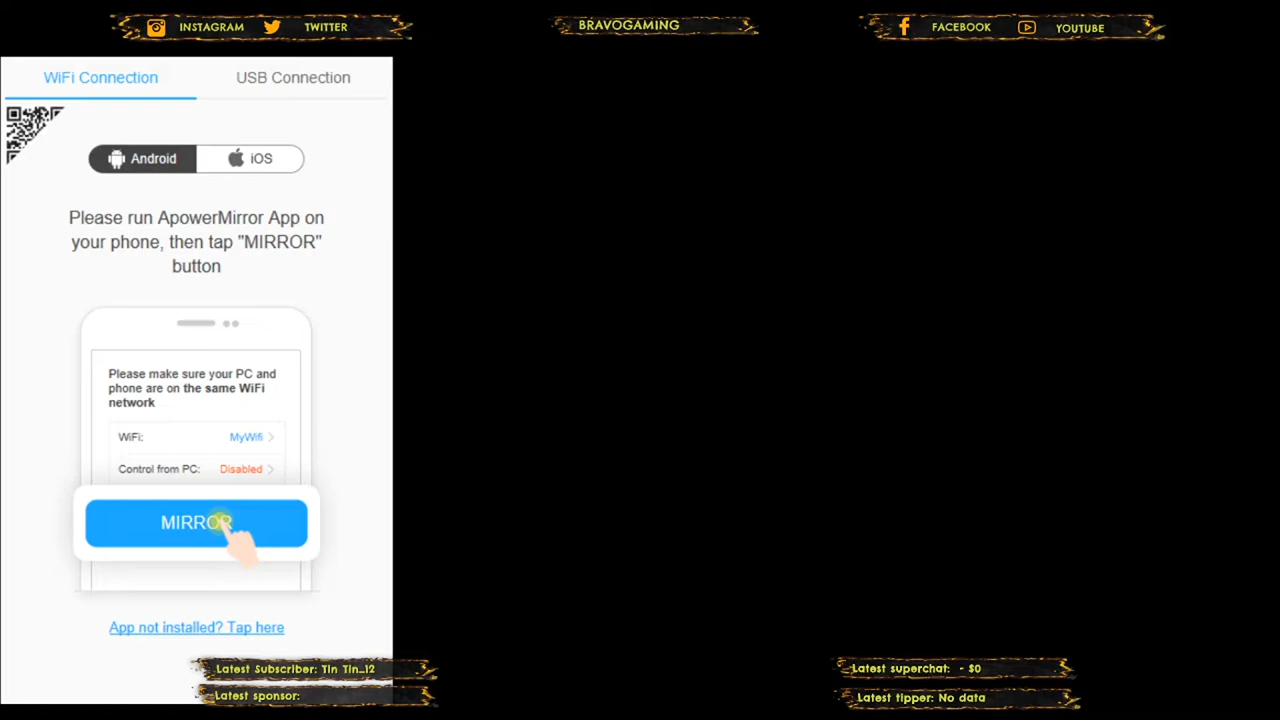 INSTAGRAM
TWITTER
BRAVOGAMING
FACEBOOK
YOUTUBE
WiFi Connection
USB Connection
Android
iOS
Please run ApowerMirror App on
your phone, then tap "MIRROR"
button
Please make sure your PC and
phone are on the same WiFi
network
WiFi: MyWifi
Control from PC: Disabled
MIRROR
App not installed? Tap here
Latest Subscriber: Tin Tin_12
Latest sponsor:
Latest superchat: - $0
Latest tipper: No data